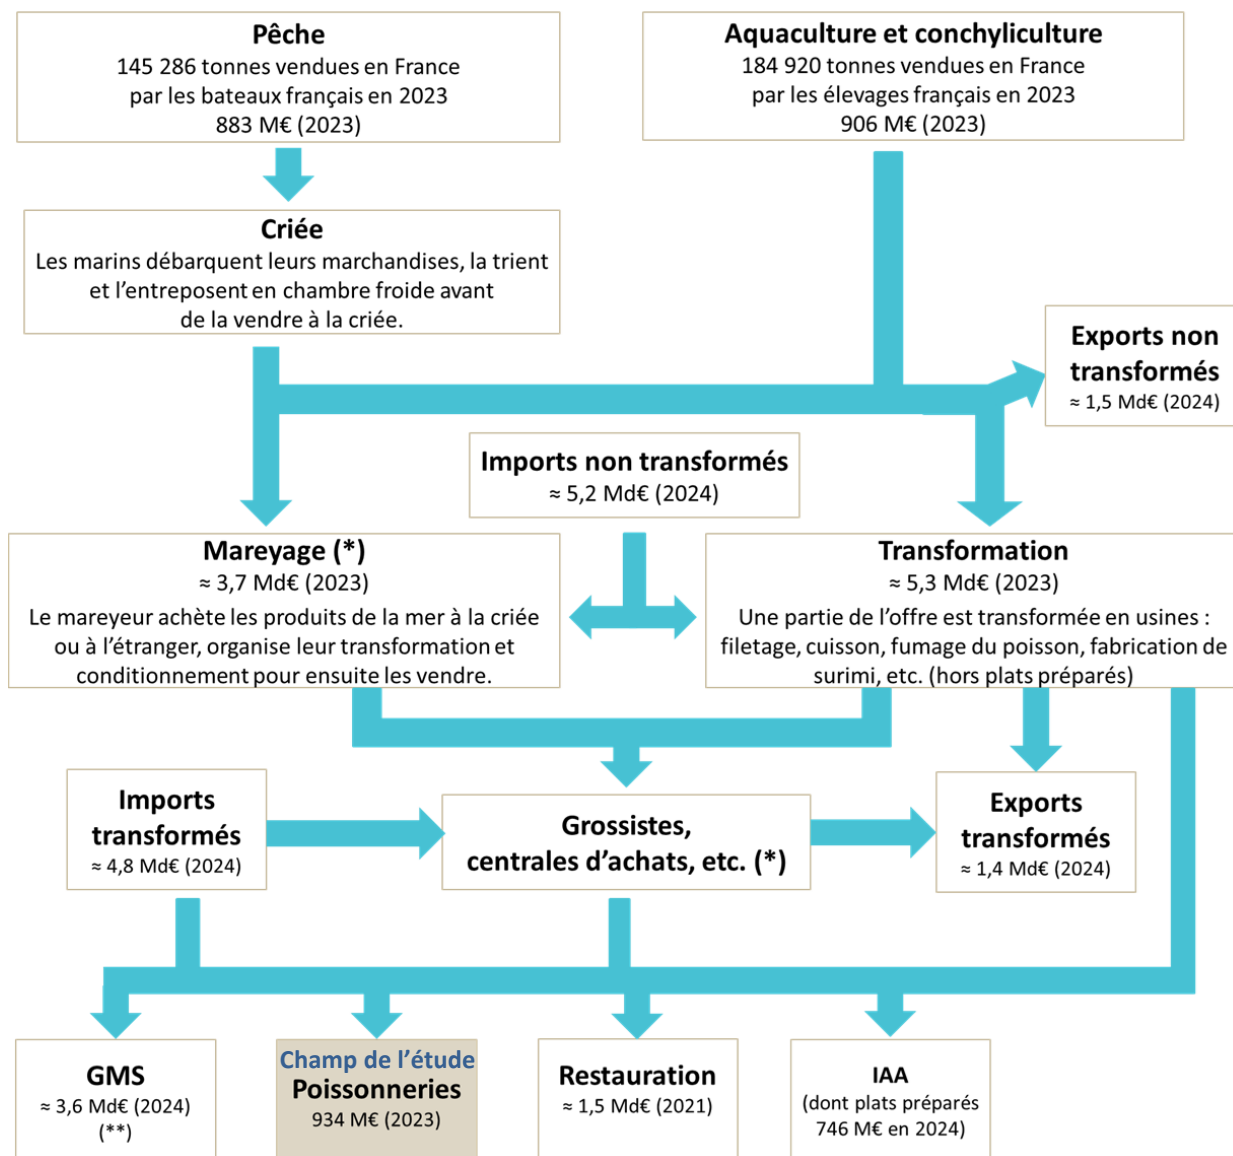 Pêche
145 286 tonnes vendues en France
par les bateaux français en 2023
883 M€ (2023)
Aquaculture et conchyliculture
184 920 tonnes vendues en France
par les élevages français en 2023
906 M€ (2023)
Criée
Les marins débarquent leurs marchandises, la trient
et l’entreposent en chambre froide avant
de la vendre à la criée.
Exports non
transformés
≈ 1,5 Md€ (2024)
Imports non transformés
≈ 5,2 Md€ (2024)
Mareyage (*)
≈ 3,7 Md€ (2023)
Le mareyeur achète les produits de la mer à la criée
ou à l’étranger, organise leur transformation et
conditionnement pour ensuite les vendre.
Transformation
≈ 5,3 Md€ (2023)
Une partie de l’offre est transformée en usines :
filetage, cuisson, fumage du poisson, fabrication de
surimi, etc. (hors plats préparés)
Imports
transformés
≈ 4,8 Md€ (2024)
Grossistes,
centrales d’achats, etc. (*)
Exports
transformés
≈ 1,4 Md€ (2024)
GMS
≈ 3,6 Md€ (2024)
(**)
Champ de l’étude
Poissonneries
934 M€ (2023)
Restauration
≈ 1,5 Md€ (2021)
IAA
(dont plats préparés
746 M€ en 2024)